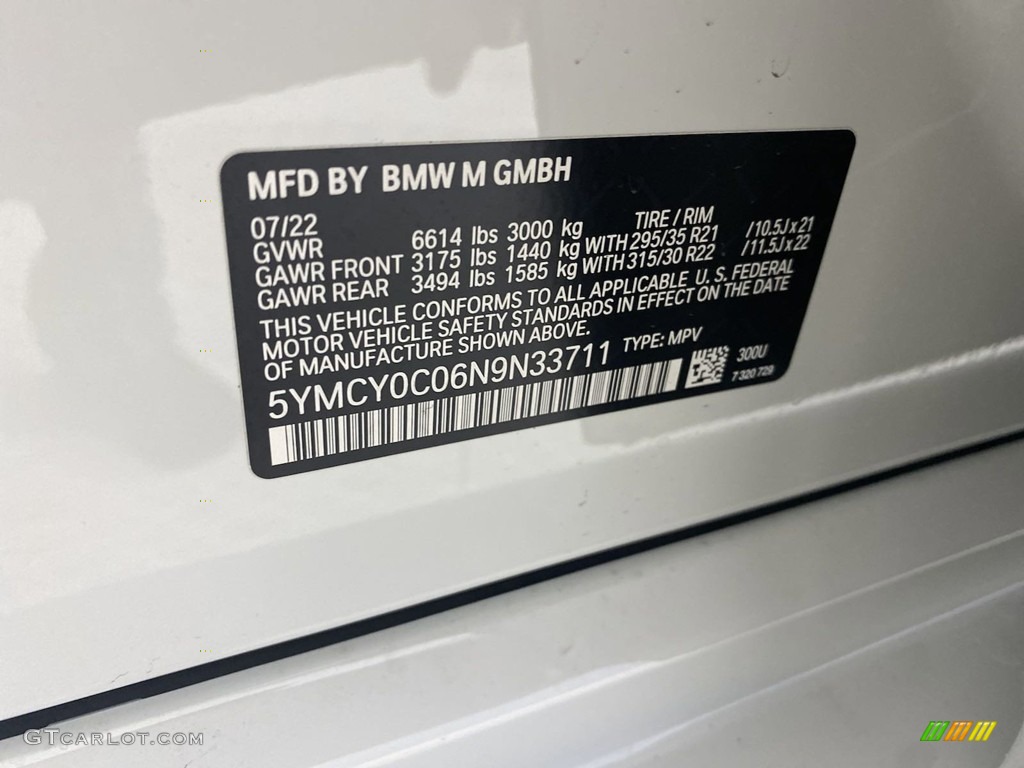 MFD BY BMW M GMBH
07/22 TIRE / RIM
GVWR 6614 lbs 3000 kg
GAWR FRONT 3175 lbs 1440 kg WITH 295/35 R21 /10.5J x 21
GAWR REAR 3494 lbs 1585 kg WITH 315/30 R22 /11.5J x 22
THIS VEHICLE CONFORMS TO ALL APPLICABLE U. S. FEDERAL
MOTOR VEHICLE SAFETY STANDARDS IN EFFECT ON THE DATE
OF MANUFACTURE SHOWN ABOVE.
5YMCY0C06N9N33711 TYPE: MPV
300U
7 320 729
GTCARLOT.COM